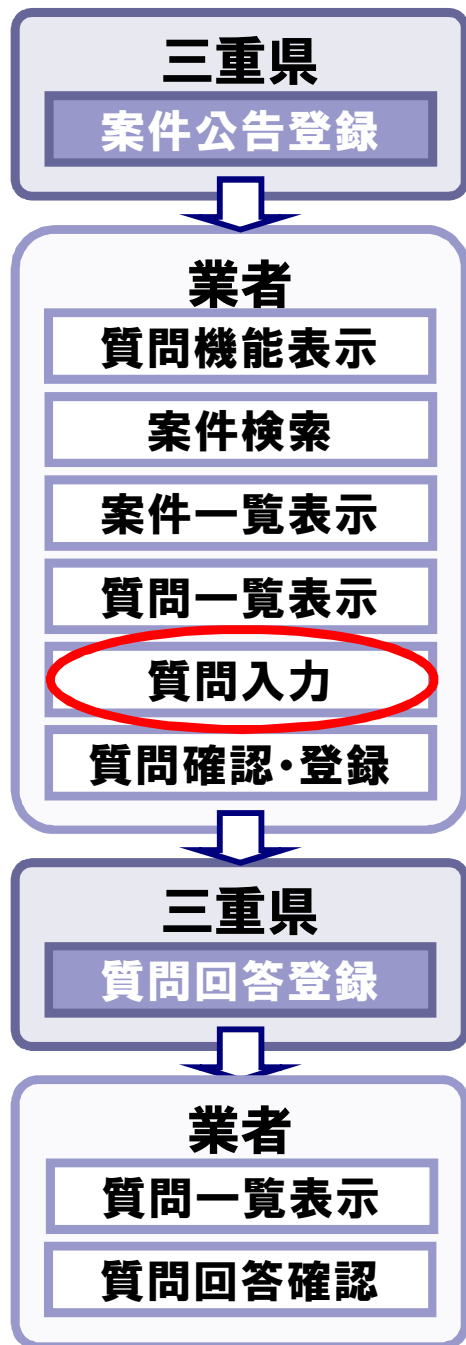 三重県
案件公告登録
業者
質問機能表示
案件検索
案件一覧表示
質問一覧表示
質問入力
質問確認・登録
三重県
質問回答登録
業者
質問一覧表示
質問回答確認